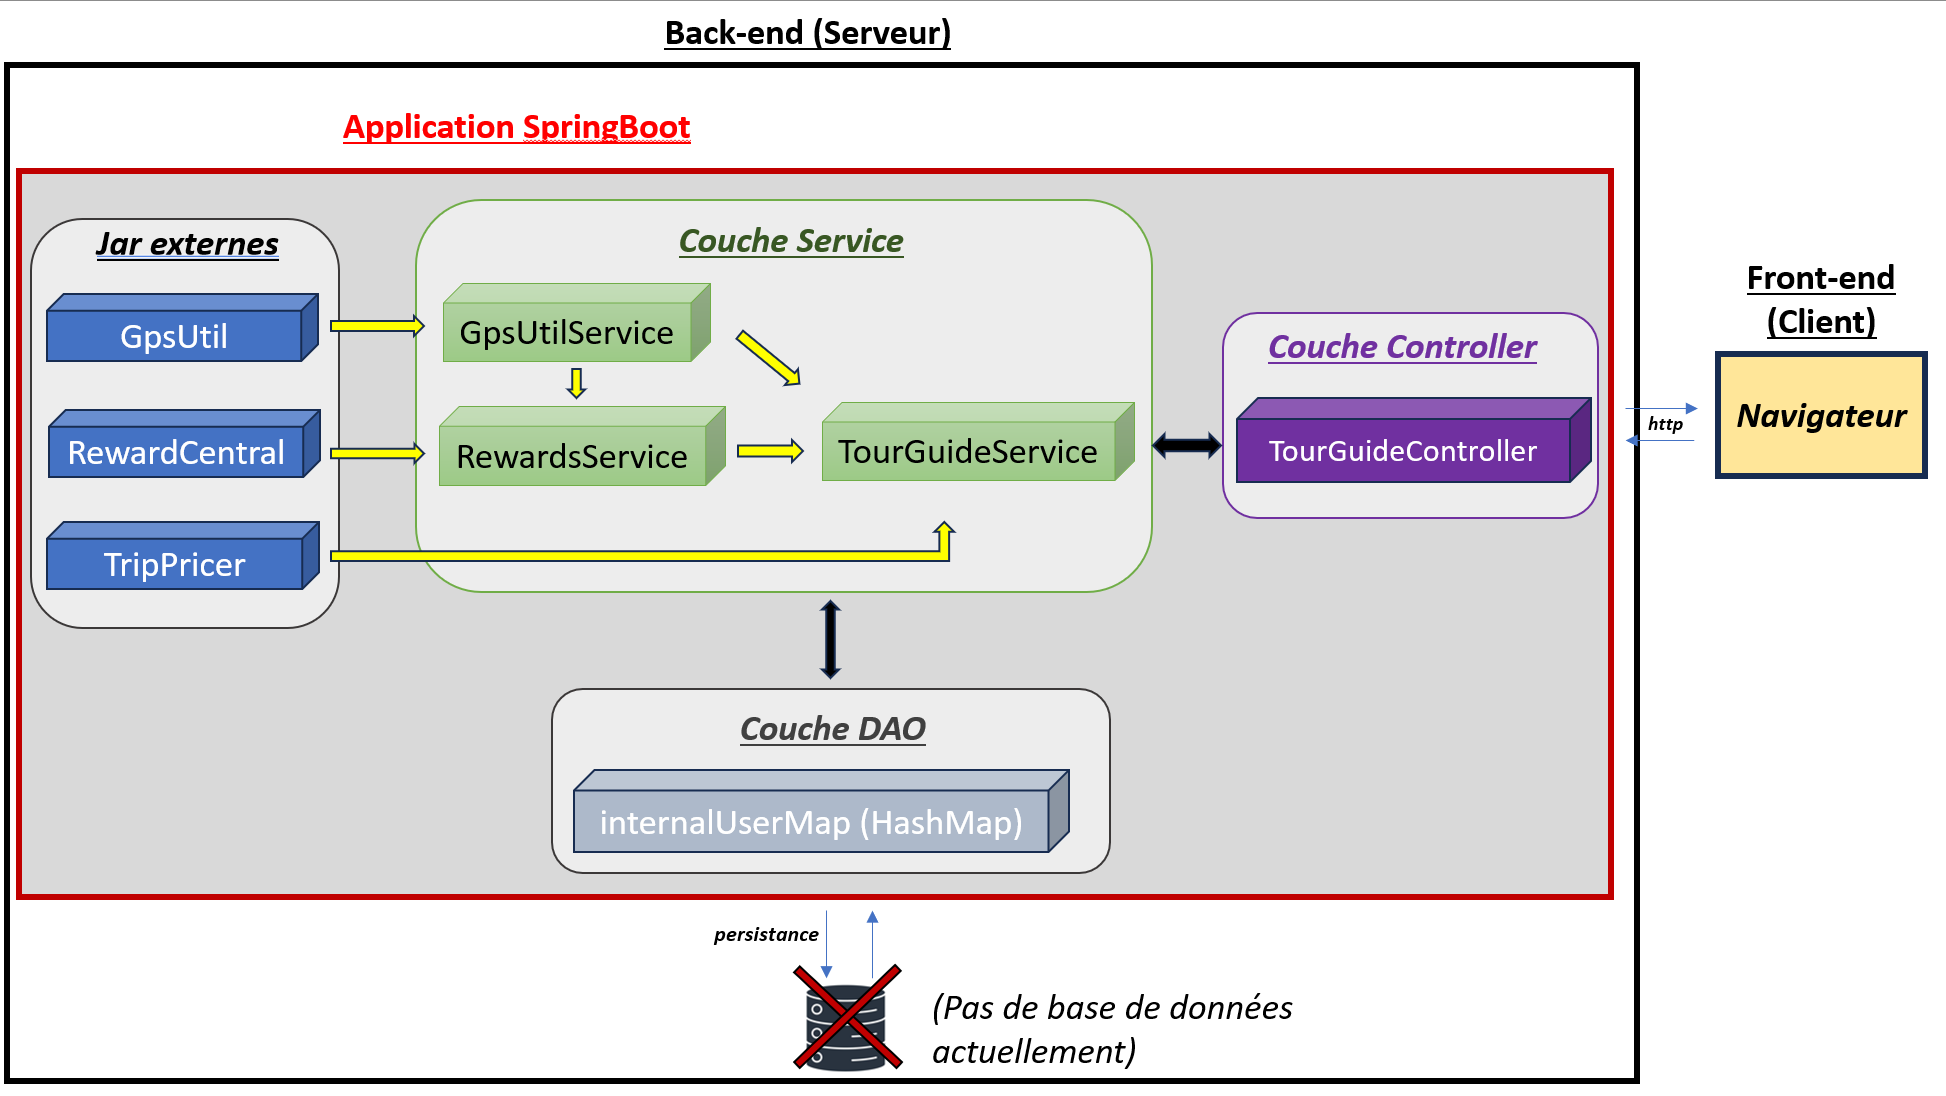 Back-end (Serveur)
Application SpringBoot
Jar externes
GpsUtil
RewardCentral
TripPricer
Couche Service
GpsUtilService
RewardsService
TourGuideService
Couche Controller
TourGuideController
http
Front-end
(Client)
Navigateur
Couche DAO
internalUserMap (HashMap)
persistance
(Pas de base de données
actuellement)